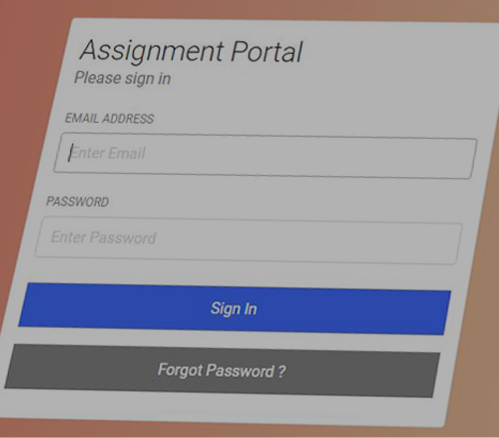 Assignment Portal
Please sign in
EMAIL ADDRESS
Enter Email
PASSWORD
Enter Password
Sign In
Forgot Password ?